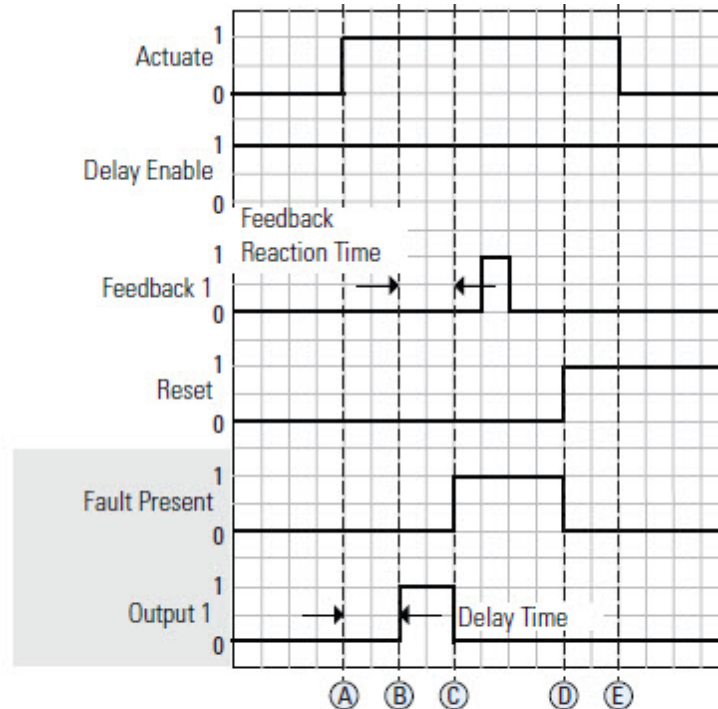 1
Actuate
0
1
Delay Enable
0
Feedback
Reaction Time
1
Feedback 1
0
1
Reset
0
1
Fault Present
0
1
Output 1
Delay Time
0
A B C D E